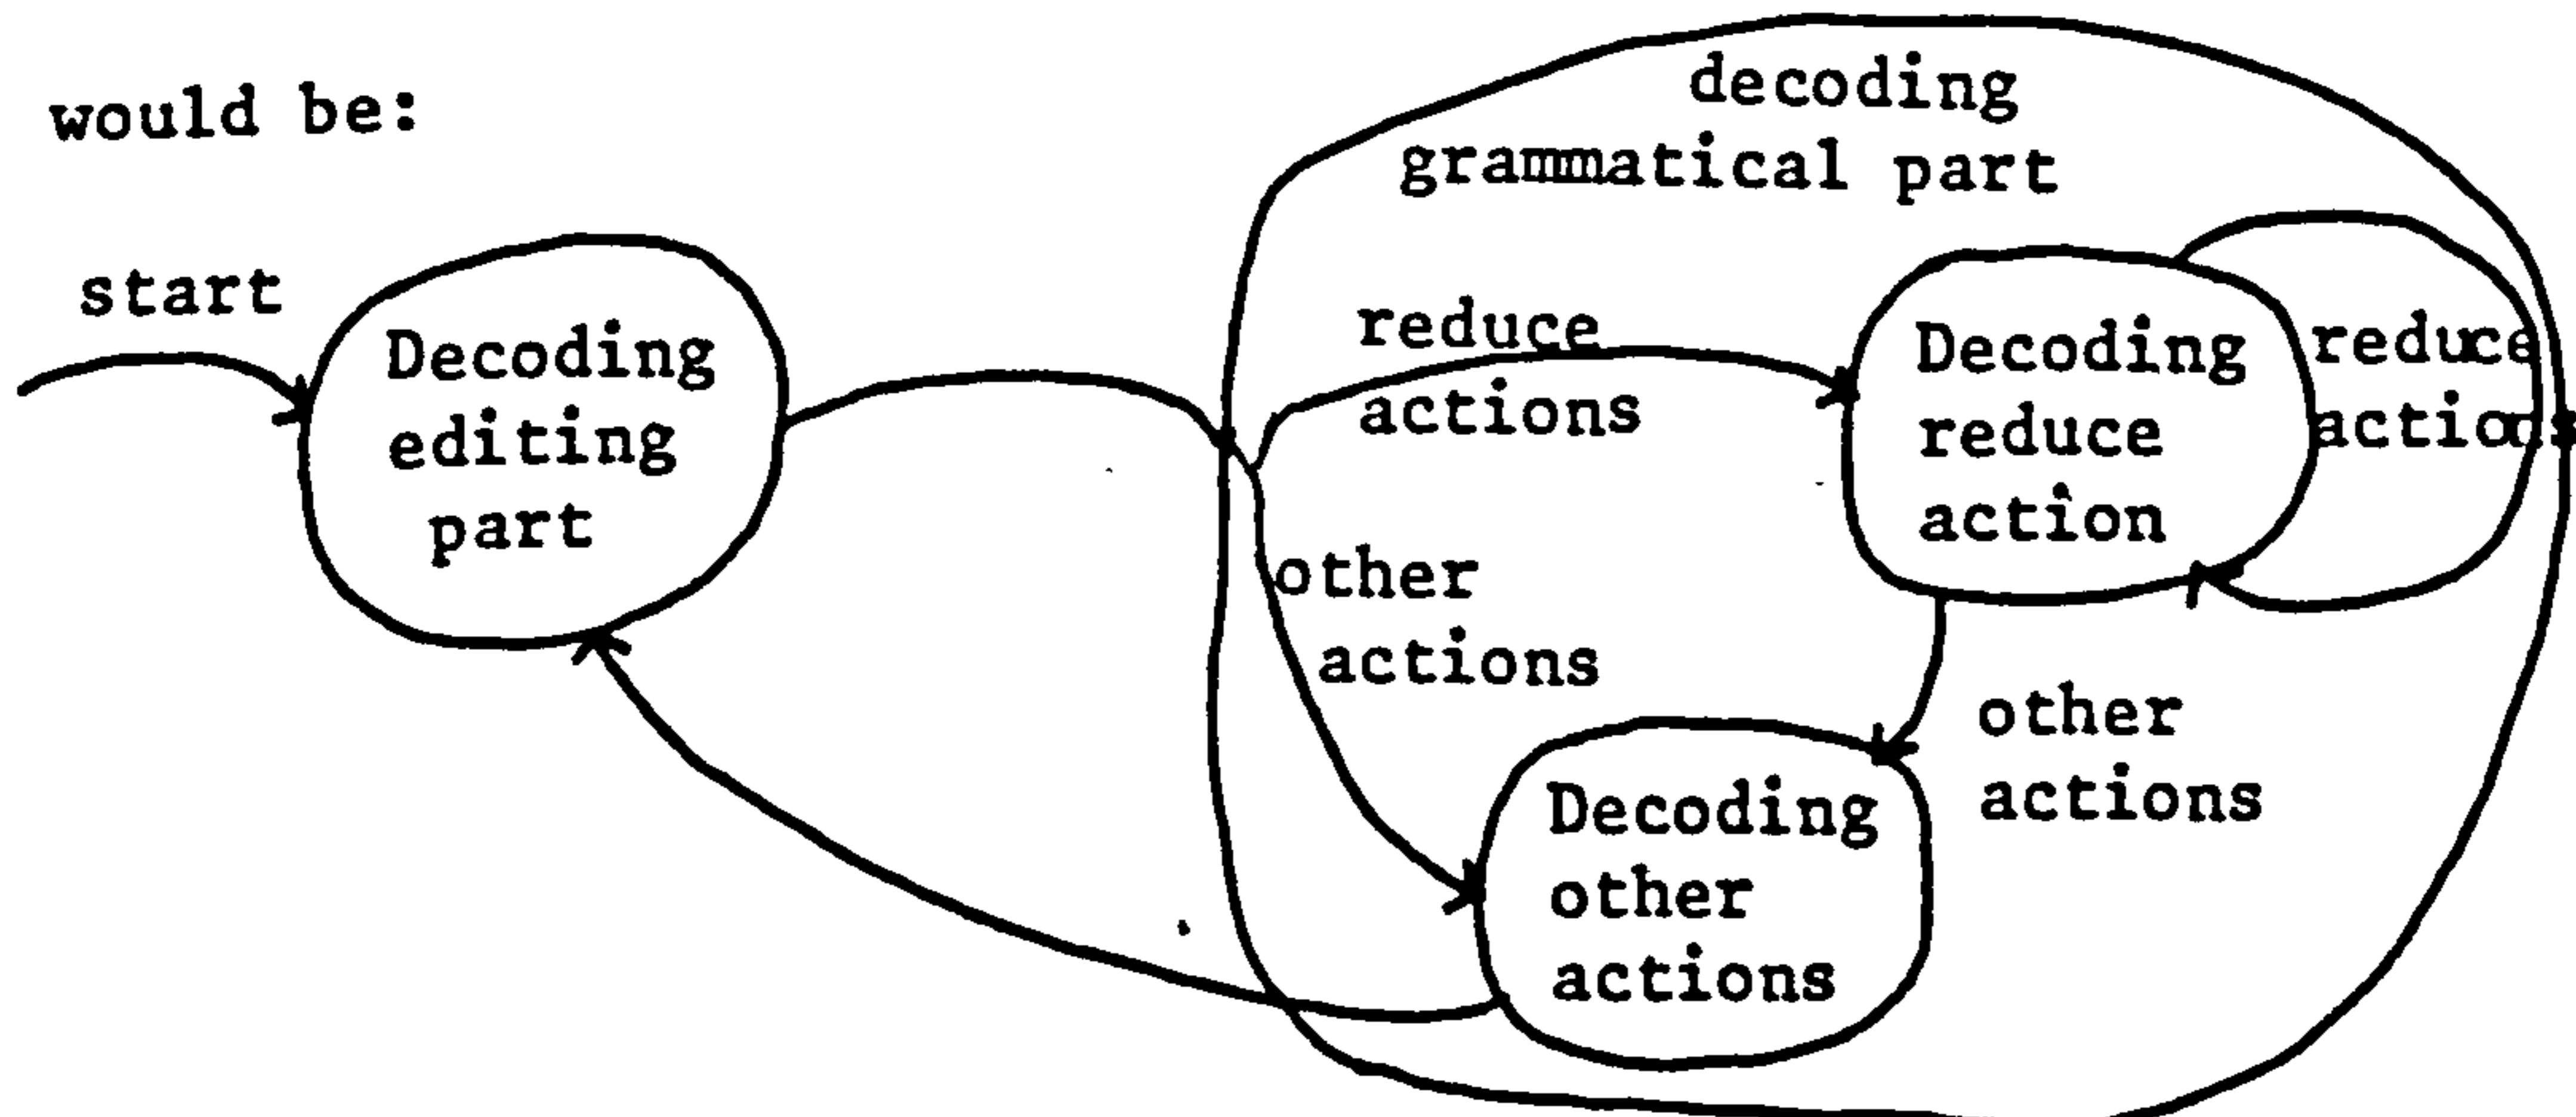 would be:
decoding
grammatical part
start
Decoding
editing
part
reduce
actions
Decoding
reduce
action
reduce
actions
other
actions
other
actions
Decoding
other
actions